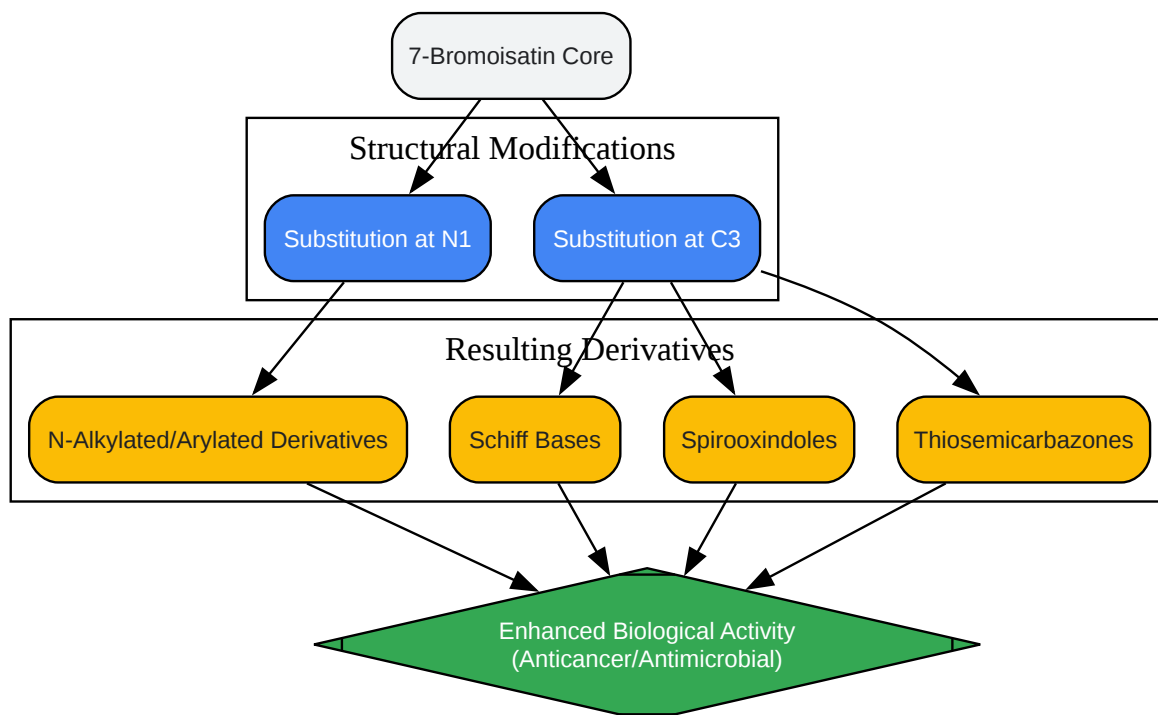 7-Bromoisatin Core
Structural Modifications
Substitution at N1
Substitution at C3
Resulting Derivatives
N-Alkylated/Arylated Derivatives
Schiff Bases
Spirooxindoles
Thiosemicarbazones
Enhanced Biological Activity
(Anticancer/Antimicrobial)